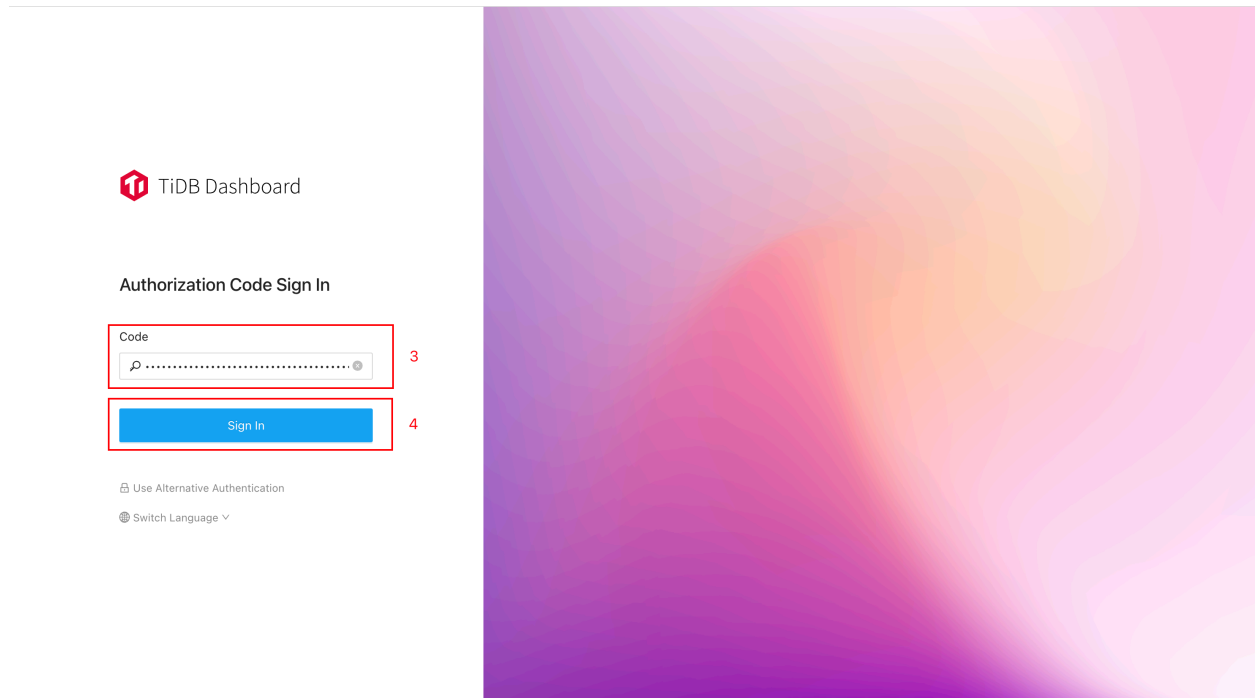 TiDB Dashboard
Authorization Code Sign In
Code
3
Sign In
4
Use Alternative Authentication
Switch Language